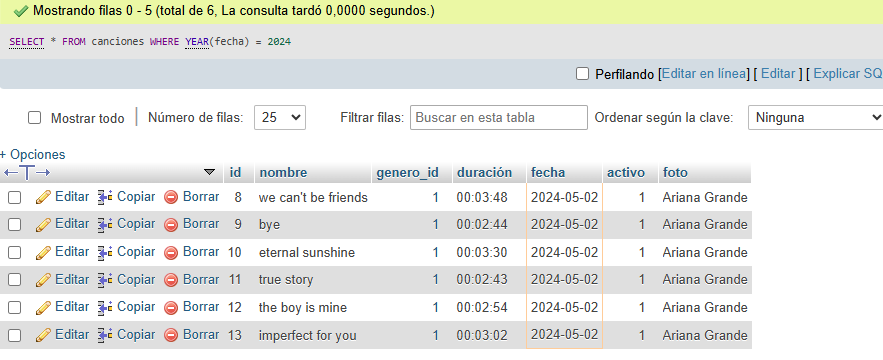 Mostrando filas 0 - 5 (total de 6, La consulta tardó 0,0000 segundos.)
SELECT * FROM canciones WHERE YEAR(fecha) = 2024
Perfilando [Editar en línea] [ Editar ] [ Explicar SQ
Mostrar todo Número de filas: 25 Filtrar filas: Buscar en esta tabla Ordenar según la clave: Ninguna
+ Opciones
←T→ id nombre genero_id duración fecha activo foto
Editar Copiar Borrar 8 we can't be friends 1 00:03:48 2024-05-02 1 Ariana Grande
Editar Copiar Borrar 9 bye 1 00:02:44 2024-05-02 1 Ariana Grande
Editar Copiar Borrar 10 eternal sunshine 1 00:03:30 2024-05-02 1 Ariana Grande
Editar Copiar Borrar 11 true story 1 00:02:43 2024-05-02 1 Ariana Grande
Editar Copiar Borrar 12 the boy is mine 1 00:02:54 2024-05-02 1 Ariana Grande
Editar Copiar Borrar 13 imperfect for you 1 00:03:02 2024-05-02 1 Ariana Grande